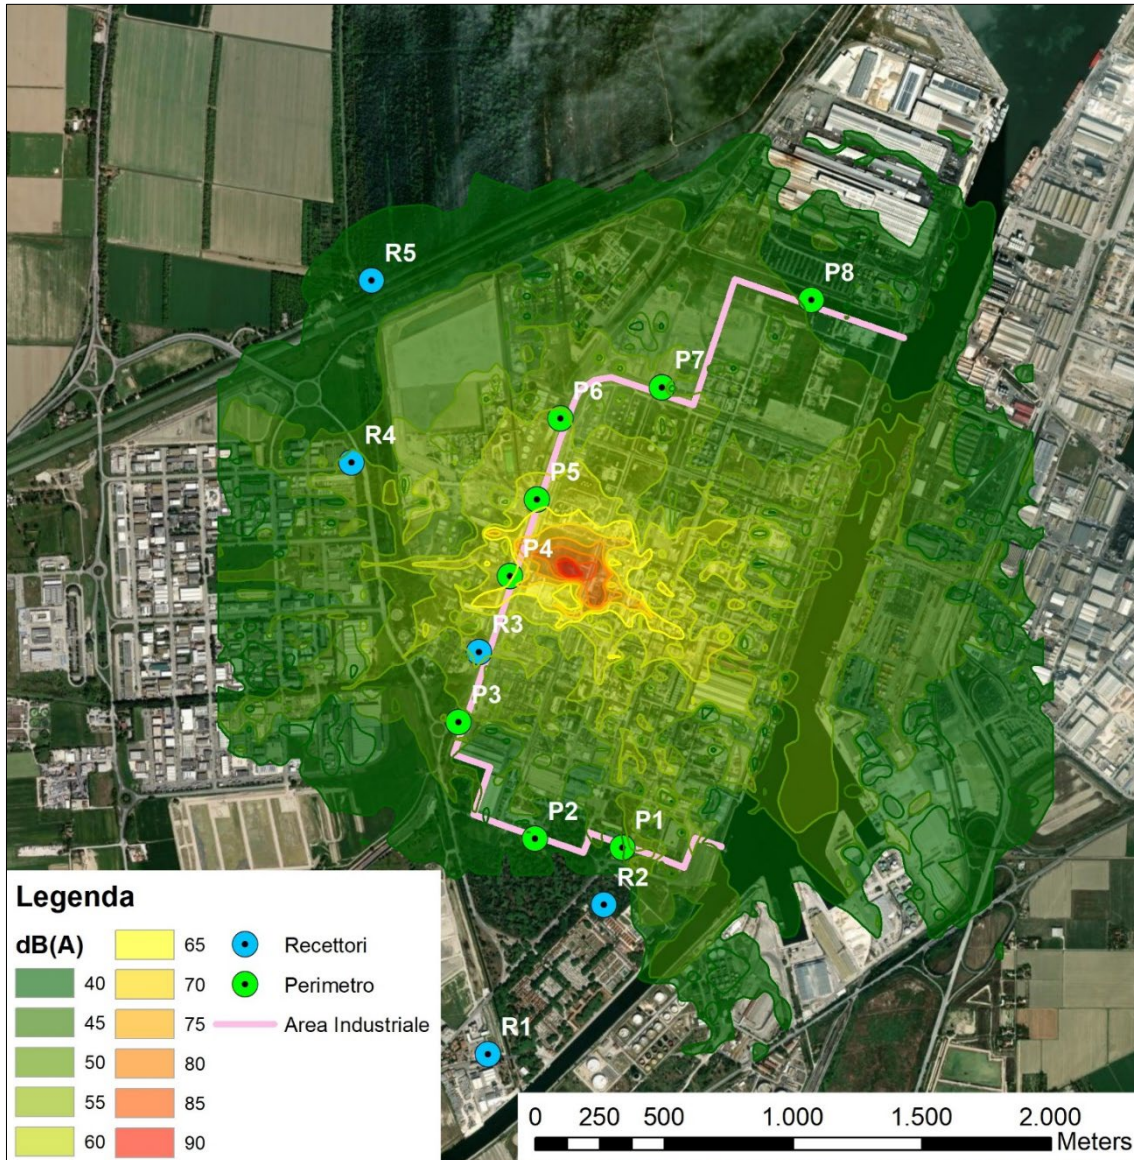 R5
P8
P7
P6
R4
P5
P4
R3
P3
P2
P1
R2
R1
Legenda
dB(A)
40
45
50
55
60
65
70
75
80
85
90
Recettori
Perimetro
Area Industriale
0 250 500 1.000 1.500 2.000
Meters